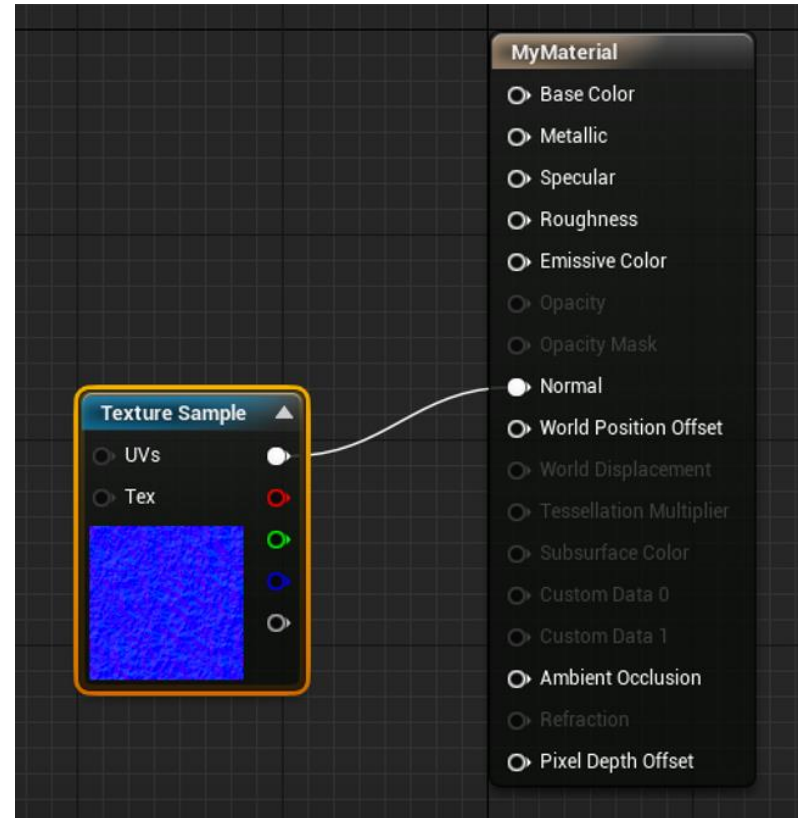 MyMaterial
Base Color
Metallic
Specular
Roughness
Emissive Color
Opacity
Opacity Mask
Normal
World Position Offset
World Displacement
Tessellation Multiplier
Subsurface Color
Custom Data 0
Custom Data 1
Ambient Occlusion
Refraction
Pixel Depth Offset
Texture Sample
UVs
Tex